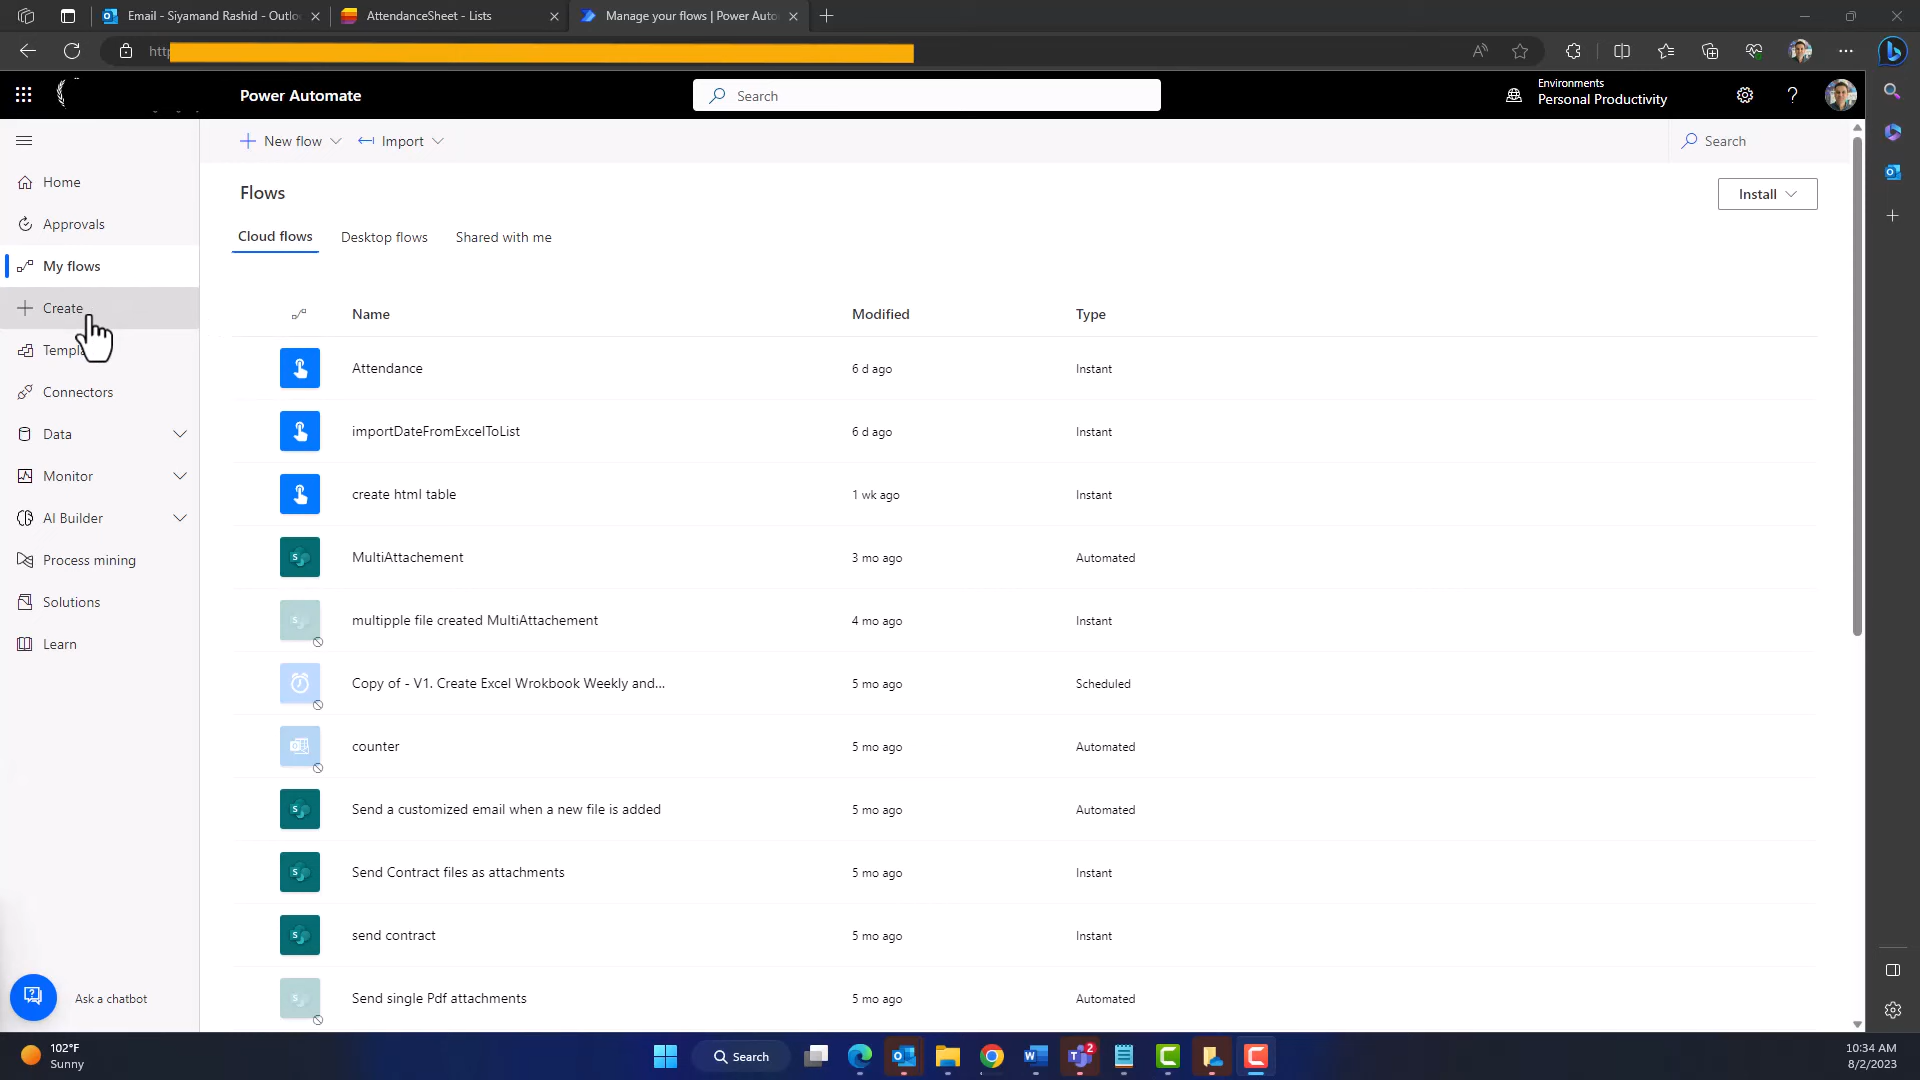 Email - Siyamand Rashid - Outlo
AttendanceSheet - Lists
Manage your flows | Power Auto
Power Automate
Search
Environments
Personal Productivity
New flow
Import
Search
Home
Approvals
My flows
Create
Templa
Connectors
Data
Monitor
AI Builder
Process mining
Solutions
Learn
Ask a chatbot
Flows
Install
Cloud flows
Desktop flows
Shared with me
Name Modified Type
Attendance 6 d ago Instant
importDateFromExcelToList 6 d ago Instant
create html table 1 wk ago Instant
MultiAttachement 3 mo ago Automated
multipple file created MultiAttachement 4 mo ago Instant
Copy of - V1. Create Excel Wrokbook Weekly and... 5 mo ago Scheduled
counter 5 mo ago Automated
Send a customized email when a new file is added 5 mo ago Automated
Send Contract files as attachments 5 mo ago Instant
send contract 5 mo ago Instant
Send single Pdf attachments 5 mo ago Automated
102°F
Sunny
Search
2
10:34 AM
8/2/2023